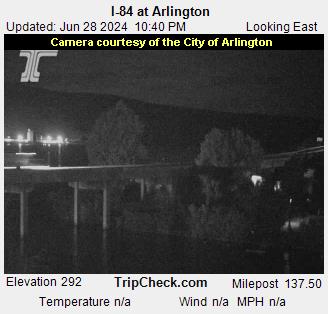 I-84 at Arlington
Updated: Jun 28 2024 10:40 PM Looking East
Camera courtesy of the City of Arlington
Elevation 292 TripCheck.com Milepost 137.50
Temperature n/a Wind n/a MPH n/a